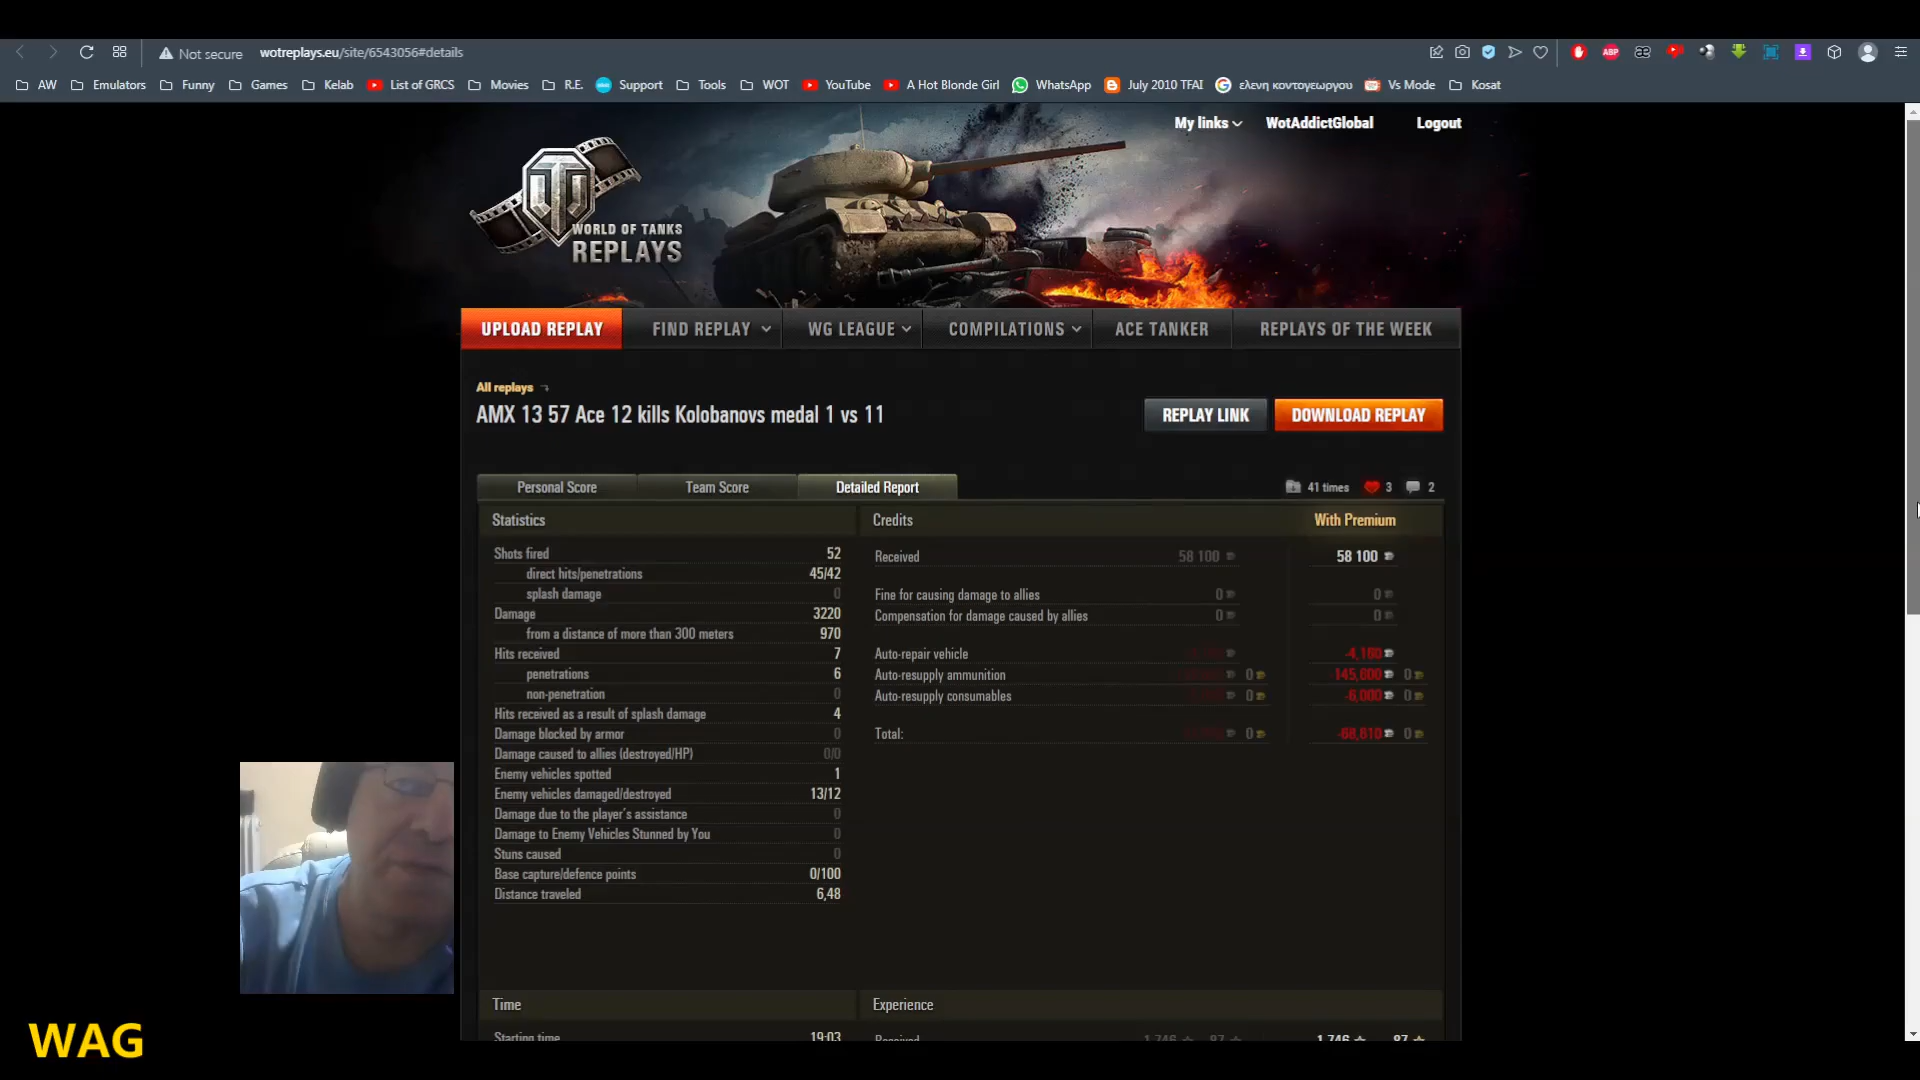 Not secure wotreplays.eu/site/6543056#details
AW Emulators Funny Games Kelab List of GRCS Movies R.E. Support Tools WOT YouTube A Hot Blonde Girl WhatsApp July 2010 TFAI ελενη κοντογεωργου Vs Mode Kosat
My links WotAddictGlobal Logout
WORLD OF TANKS
REPLAYS
UPLOAD REPLAY FIND REPLAY WG LEAGUE COMPILATIONS ACE TANKER REPLAYS OF THE WEEK
All replays
AMX 13 57 Ace 12 kills Kolobanovs medal 1 vs 11
REPLAY LINK DOWNLOAD REPLAY
Personal Score Team Score Detailed Report 41 times 3 2
Statistics Credits With Premium
Shots fired 52
direct hits/penetrations 45/42
splash damage 0
Damage 3220
from a distance of more than 300 meters 970
Hits received 7
penetrations 6
non-penetration 0
Hits received as a result of splash damage 4
Damage blocked by armor 0
Damage caused to allies (destroyed/HP) 0/0
Enemy vehicles spotted 1
Enemy vehicles damaged/destroyed 13/12
Damage due to the player's assistance 0
Damage to Enemy Vehicles Stunned by You 0
Stuns caused 0
Base capture/defence points 0/100
Distance traveled 6,48
Received 58 100 58 100
Fine for causing damage to allies 0 0
Compensation for damage caused by allies 0 0
Auto-repair vehicle
Auto-resupply ammunition 0 0
Auto-resupply consumables 0 -6,000 0
Total: 0 0
Time Experience
Starting time 19:03
Received 1,746 87 1,746 87
WAG